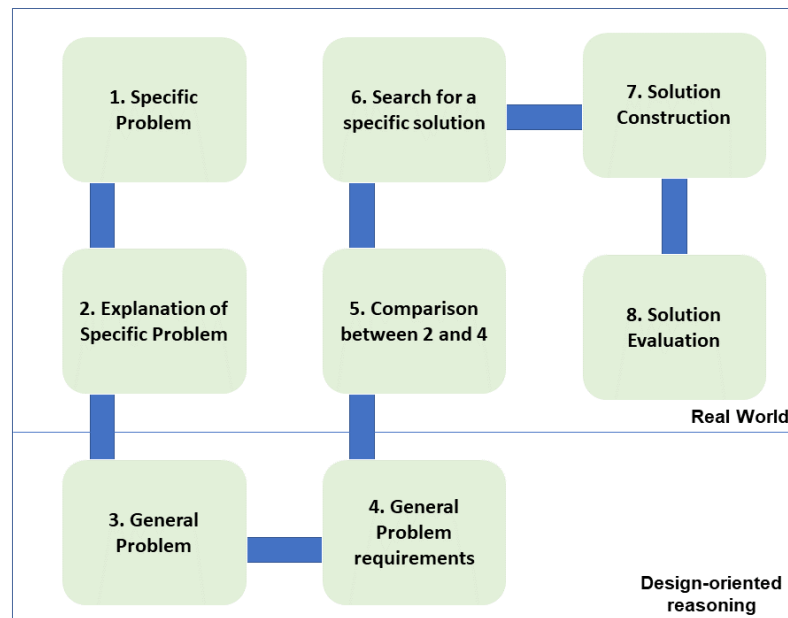 1. Specific
Problem
2. Explanation of
Specific Problem
3. General
Problem
4. General
Problem
requirements
5. Comparison
between 2 and 4
6. Search for a
specific solution
7. Solution
Construction
8. Solution
Evaluation
Real World
Design-oriented
reasoning